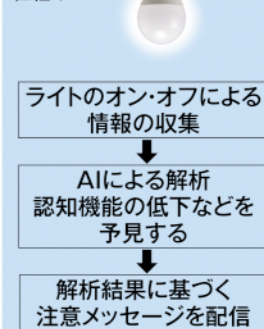 ライトのオン・オフによる
情報の収集
AIによる解析
認知機能の低下などを
予見する
解析結果に基づく
注意メッセージを配信